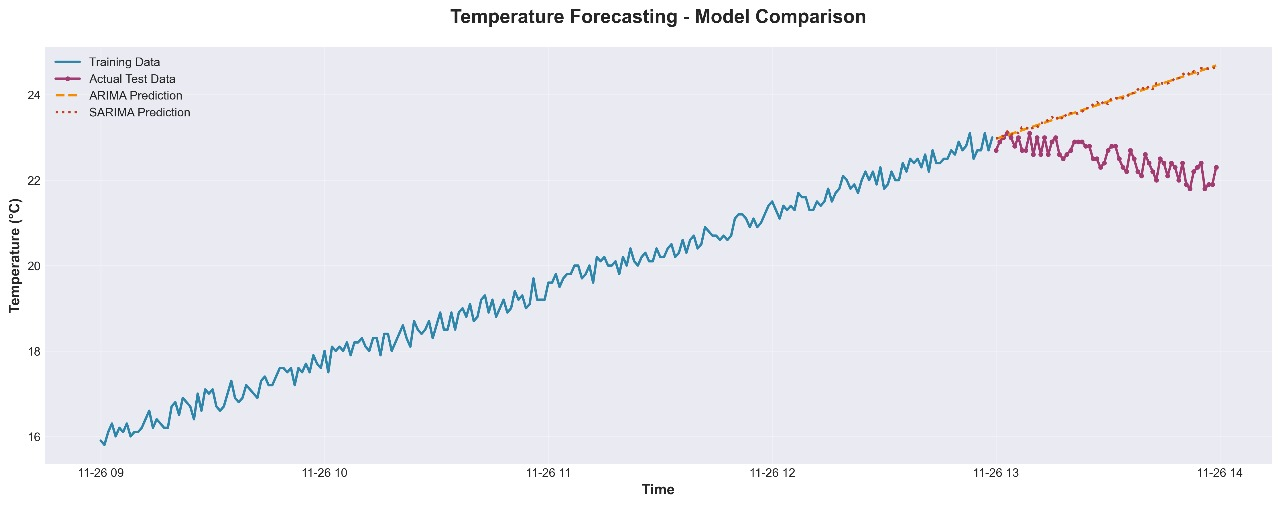 Temperature Forecasting - Model Comparison
Training Data
Actual Test Data
ARIMA Prediction
SARIMA Prediction
Temperature (°C)
24
22
20
18
16
11-26 09 11-26 10 11-26 11 11-26 12 11-26 13 11-26 14
Time